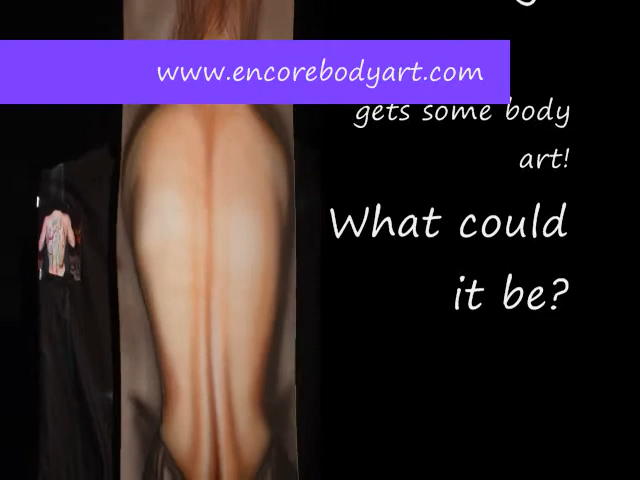 www.encorebodyart.com
gets some body
art!
What could
it be?